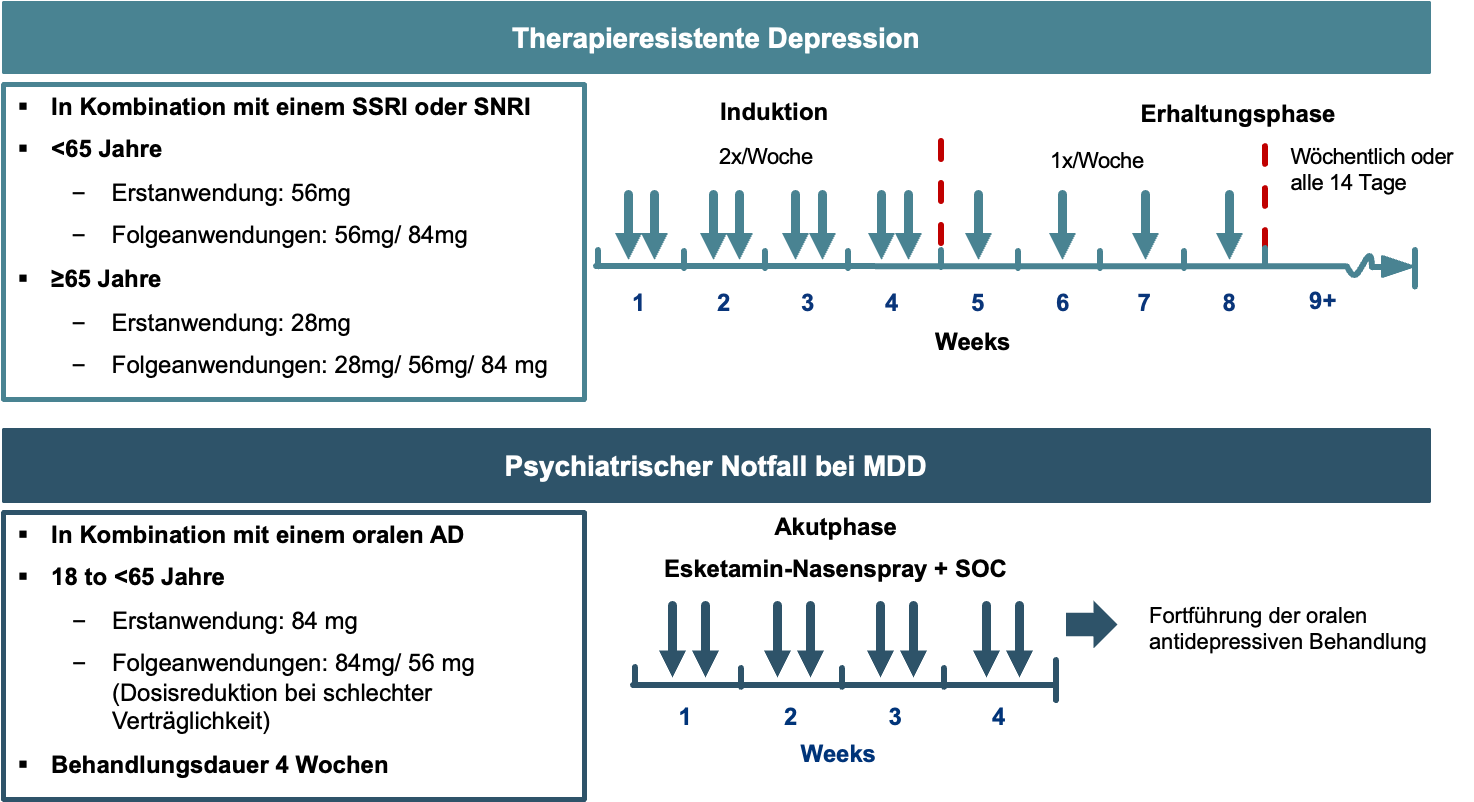 Therapieresistente Depression
▪ In Kombination mit einem SSRI oder SNRI
▪ <65 Jahre
– Erstanwendung: 56mg
– Folgeanwendungen: 56mg/ 84mg
▪ ≥65 Jahre
– Erstanwendung: 28mg
– Folgeanwendungen: 28mg/ 56mg/ 84 mg
Induktion
Erhaltungsphase
2x/Woche
1x/Woche
Wöchentlich oder
alle 14 Tage
1 2 3 4 5 6 7 8 9+
Weeks
Psychiatrischer Notfall bei MDD
▪ In Kombination mit einem oralen AD
▪ 18 to <65 Jahre
– Erstanwendung: 84 mg
– Folgeanwendungen: 84mg/ 56 mg
(Dosisreduktion bei schlechter
Verträglichkeit)
▪ Behandlungsdauer 4 Wochen
Akutphase
Esketamin-Nasenspray + SOC
Fortführung der oralen
antidepressiven Behandlung
1 2 3 4
Weeks